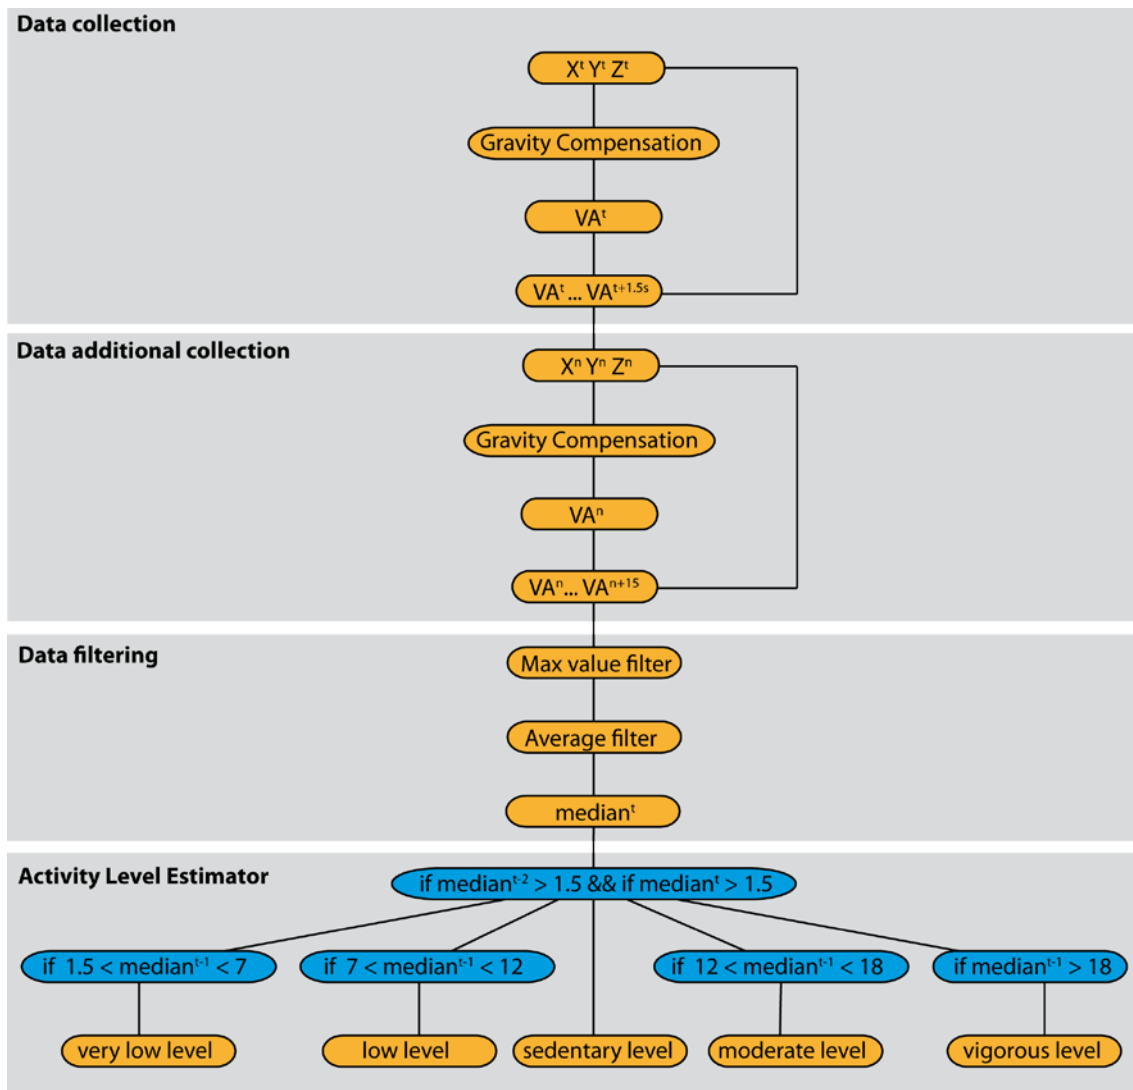 Data collection
Xᵗ Yᵗ Zᵗ
Gravity Compensation
VAᵗ
VAᵗ ... VAᵗ⁺¹·⁵ˢ
Data additional collection
Xⁿ Yⁿ Zⁿ
Gravity Compensation
VAⁿ
VAⁿ... VAⁿ⁺¹⁵
Data filtering
Max value filter
Average filter
medianᵗ
Activity Level Estimator
if medianᵗ⁻² > 1.5 && if medianᵗ > 1.5
if 1.5 < medianᵗ⁻¹ < 7
if 7 < medianᵗ⁻¹ < 12
if 12 < medianᵗ⁻¹ < 18
if medianᵗ⁻¹ > 18
very low level
low level
sedentary level
moderate level
vigorous level